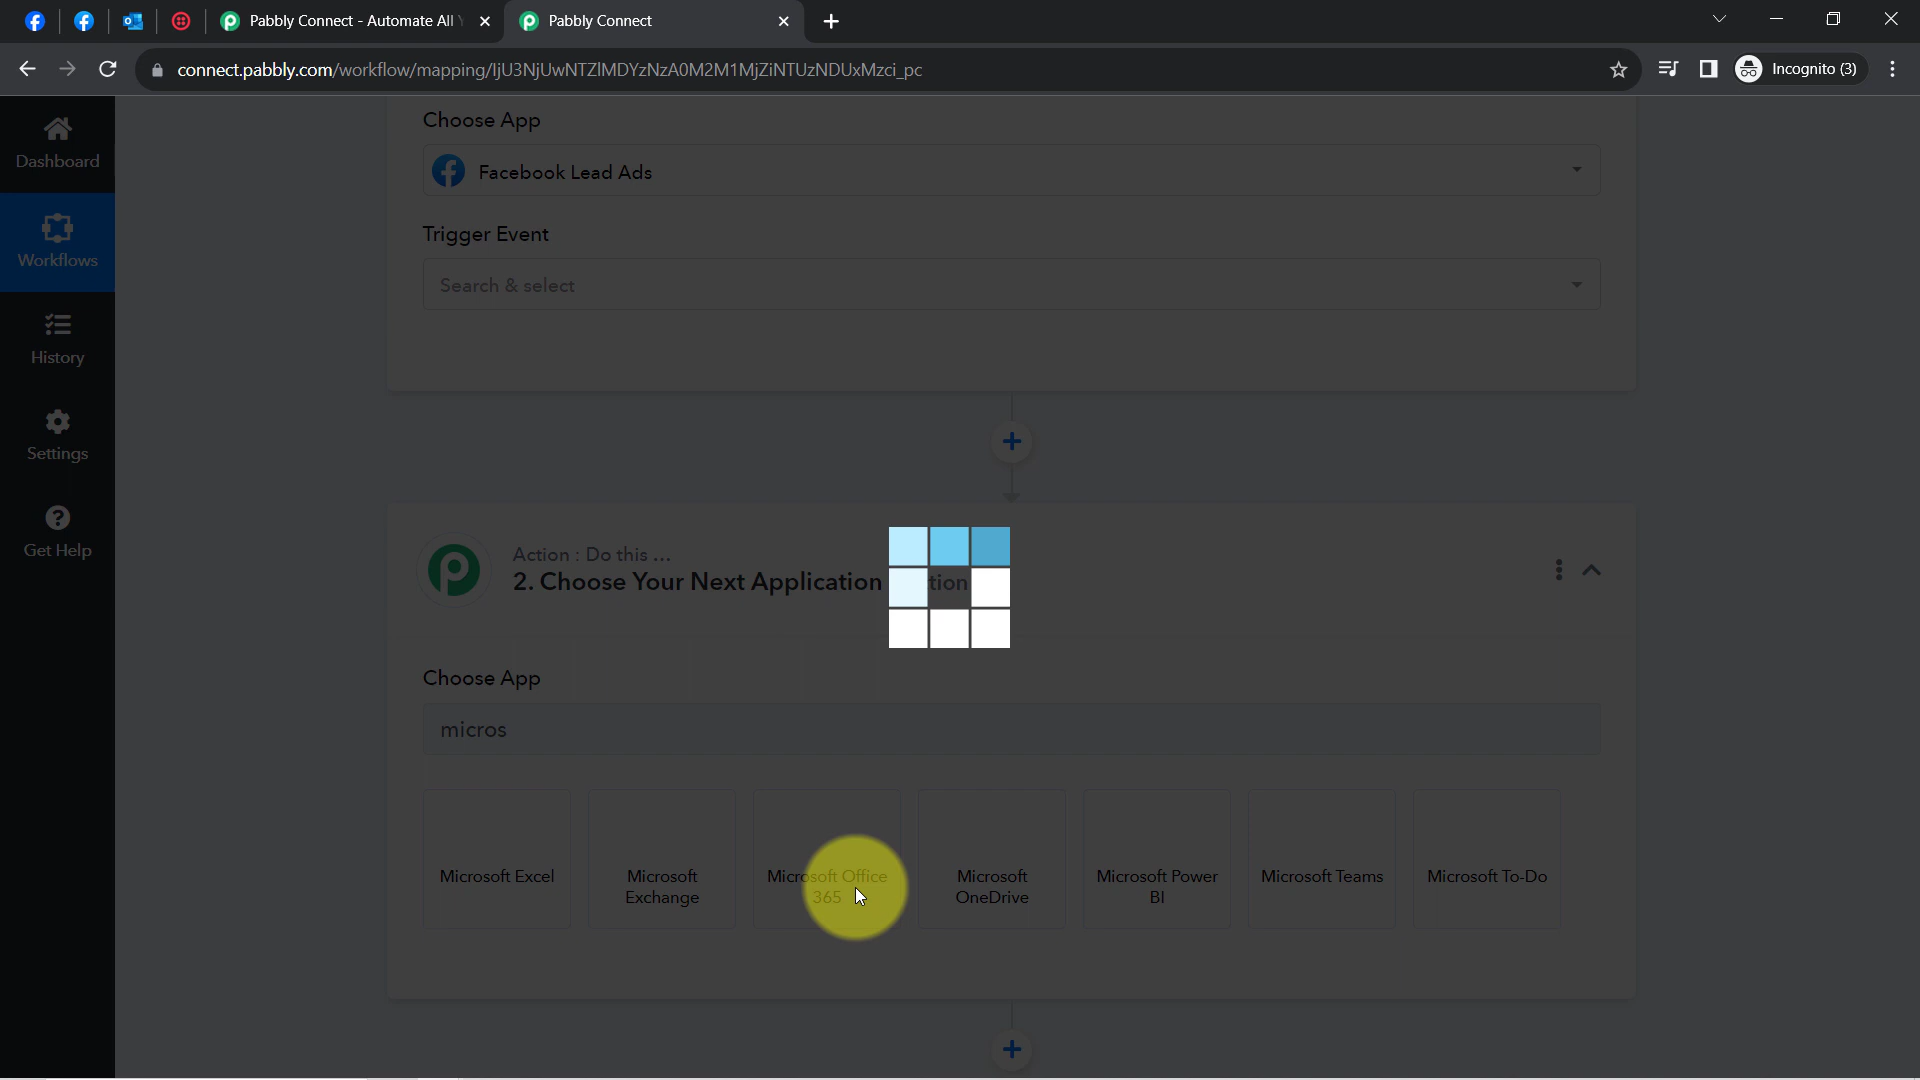 Pabbly Connect - Automate All
Pabbly Connect
connect.pabbly.com/workflow/mapping/IjU3NjUwNTZlMDYzNzA0M2M1MjZiNTUzNDUxMzci_pc
Incognito (3)
Dashboard
Workflows
History
Settings
Get Help
Choose App
Facebook Lead Ads
Trigger Event
Search & select
Action : Do this ...
2. Choose Your Next Application tion
Choose App
micros
Microsoft Excel
Microsoft
Exchange
Microsoft Office
365
Microsoft
OneDrive
Microsoft Power
BI
Microsoft Teams
Microsoft To-Do